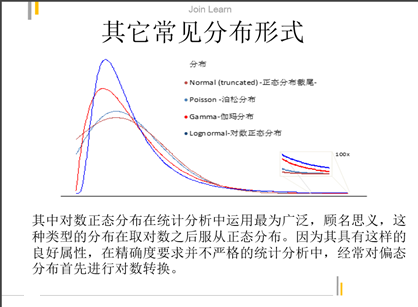 Join Learn
其它常见分布形式
分布
Normal (truncated) -正态分布截尾-
Poisson -泊松分布
Gamma-伽玛分布
Lognormal-对数正态分布
100x
其中对数正态分布在统计分析中运用最为广泛，顾名思义，这
种类型的分布在取对数之后服从正态分布。因为其具有这样的
良好属性，在精确度要求并不严格的统计分析中，经常对偏态
分布首先进行对数转换。